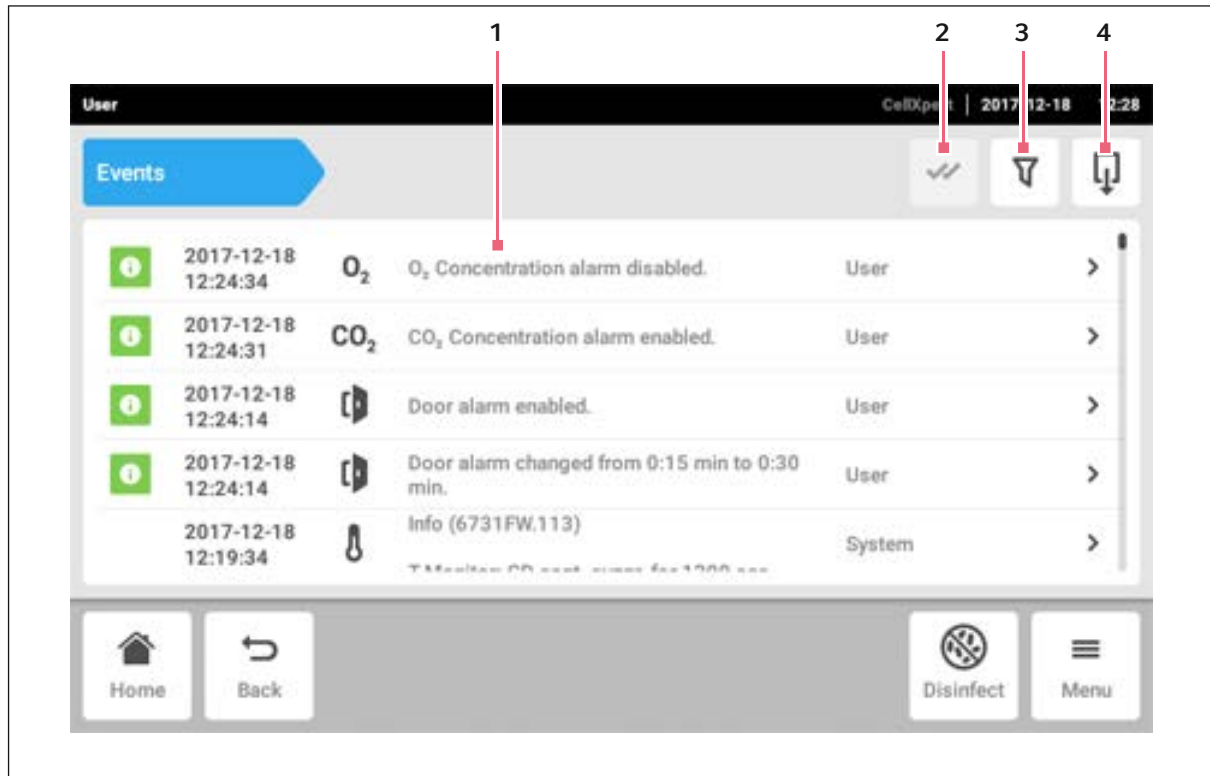 1 2 3 4
User CellXpert | 2017-12-18 12:28
Events
2017-12-18
12:24:34
O₂ O₂ Concentration alarm disabled. User
2017-12-18
12:24:31
CO₂ CO₂ Concentration alarm enabled. User
2017-12-18
12:24:14
Door alarm enabled. User
2017-12-18
12:24:14
Door alarm changed from 0:15 min to 0:30
min.
User
2017-12-18
12:19:34
Info (6731FW.113)
System
Home Back Disinfect Menu